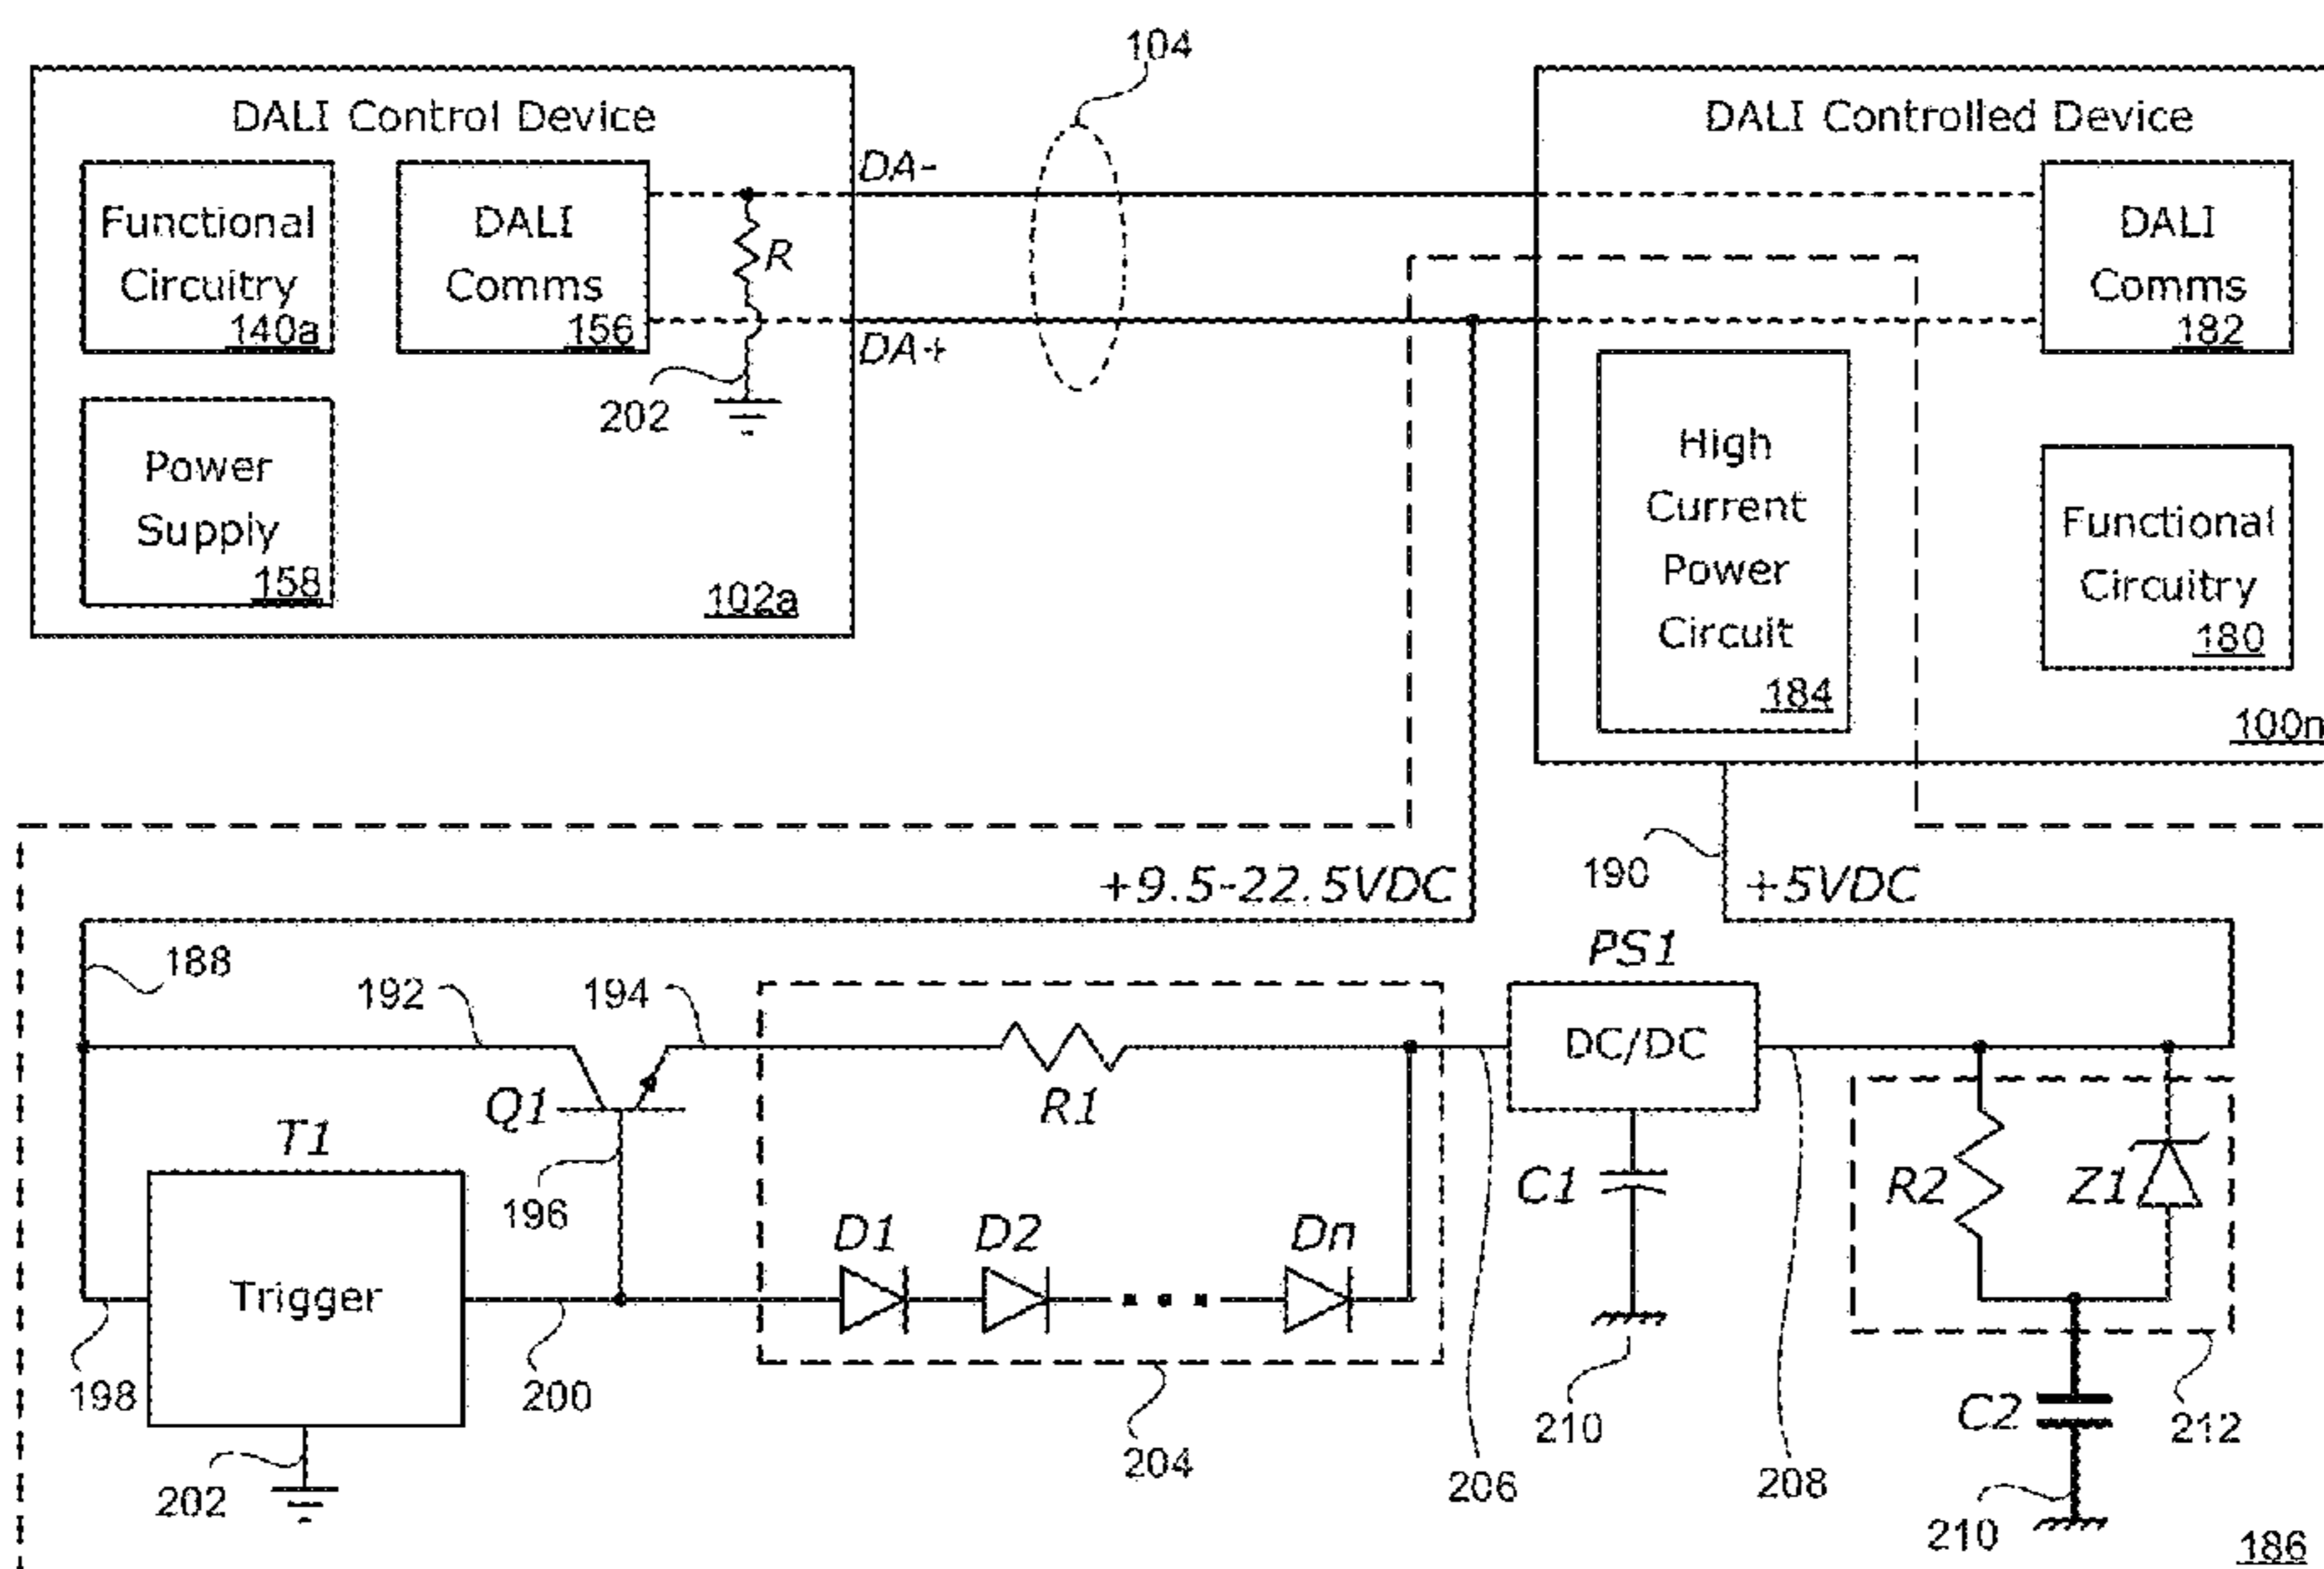 104
DALI Control Device
DALI Controlled Device
DA-
Functional
Circuitry
140a
DALI
Comms
156
R
DA+
202
Power
Supply
158
102a
DALI
Comms
182
High
Current
Power
Circuit
184
Functional
Circuitry
180
100n
+9.5-22.5VDC
190
+5VDC
188
192
194
PS1
DC/DC
Q1
R1
T1
196
C1
R2
Z1
D1
D2
Dn
Trigger
198
200
204
210
206
208
C2
212
202
210
186